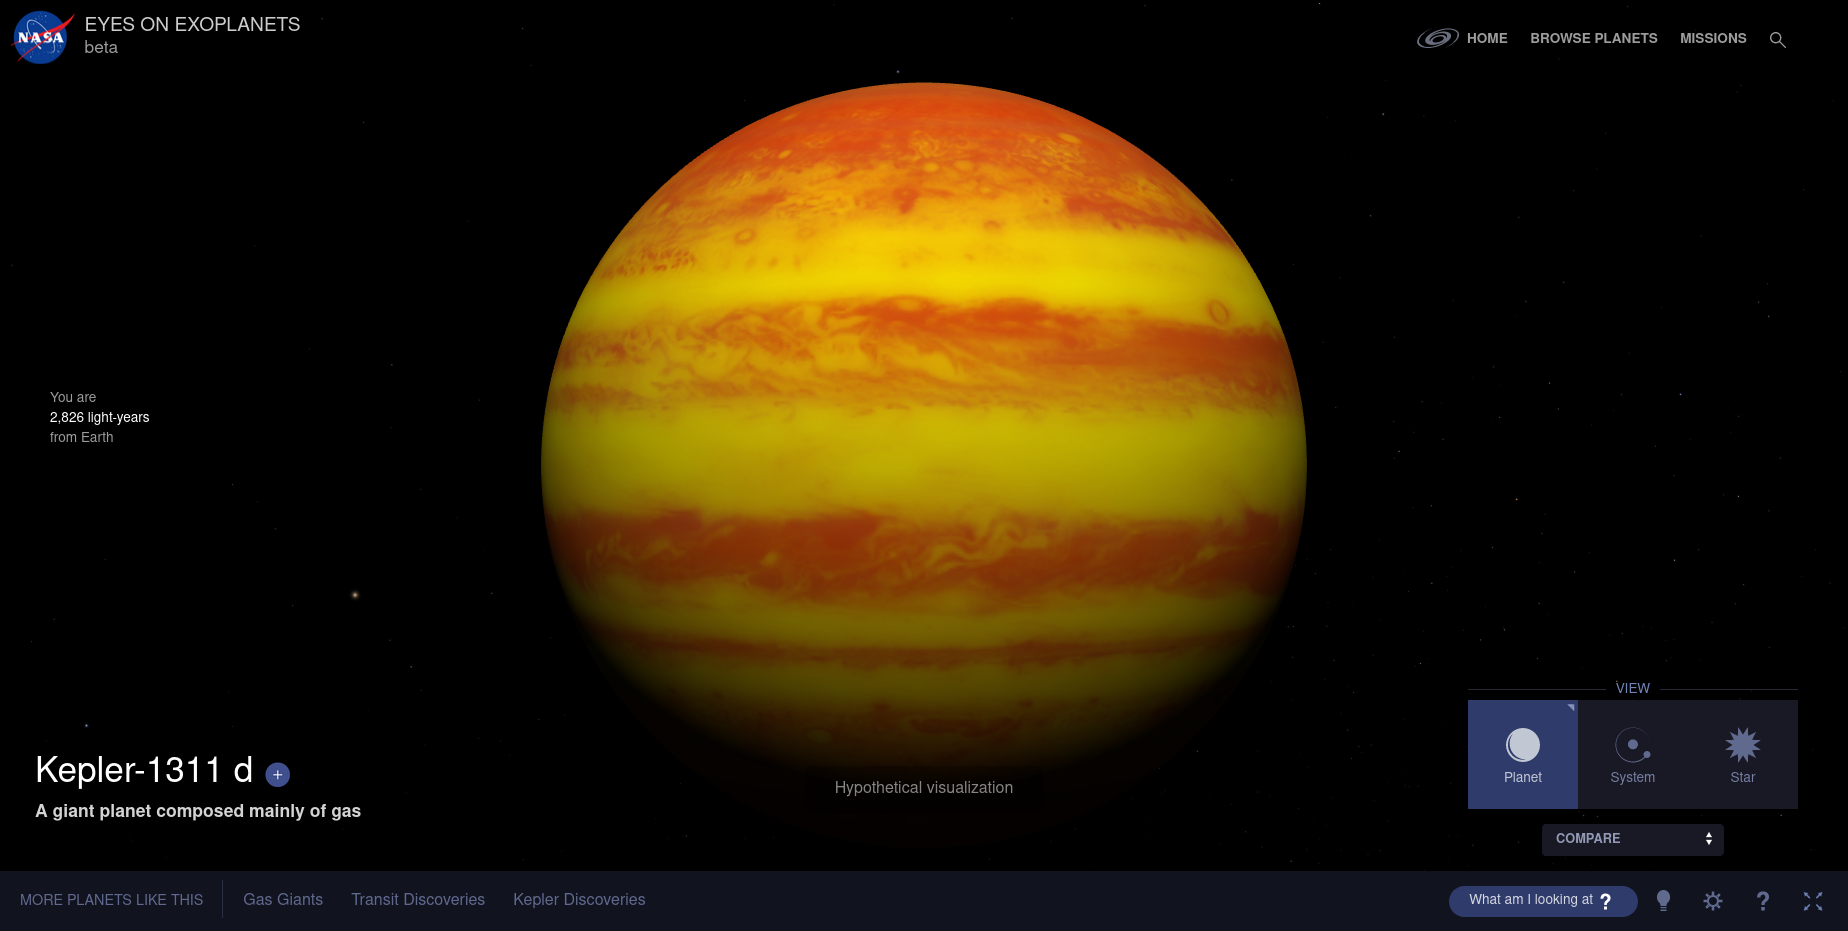 NASA
EYES ON EXOPLANETS
beta
HOME
BROWSE PLANETS
MISSIONS
You are
2,826 light-years
from Earth
Kepler-1311 d +
A giant planet composed mainly of gas
Hypothetical visualization
VIEW
Planet
System
Star
COMPARE
MORE PLANETS LIKE THIS
Gas Giants
Transit Discoveries
Kepler Discoveries
What am I looking at ?
?